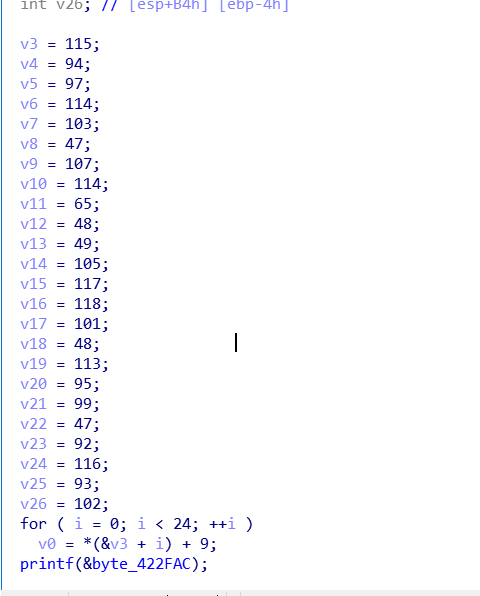 int v26; // [esp+B4h] [ebp-4h]
v3 = 115;
v4 = 94;
v5 = 97;
v6 = 114;
v7 = 103;
v8 = 47;
v9 = 107;
v10 = 114;
v11 = 65;
v12 = 48;
v13 = 49;
v14 = 105;
v15 = 117;
v16 = 118;
v17 = 101;
v18 = 48;
v19 = 113;
v20 = 95;
v21 = 99;
v22 = 47;
v23 = 92;
v24 = 116;
v25 = 93;
v26 = 102;
for ( i = 0; i < 24; ++i )
v0 = *(&v3 + i) + 9;
printf(&byte_422FAC);